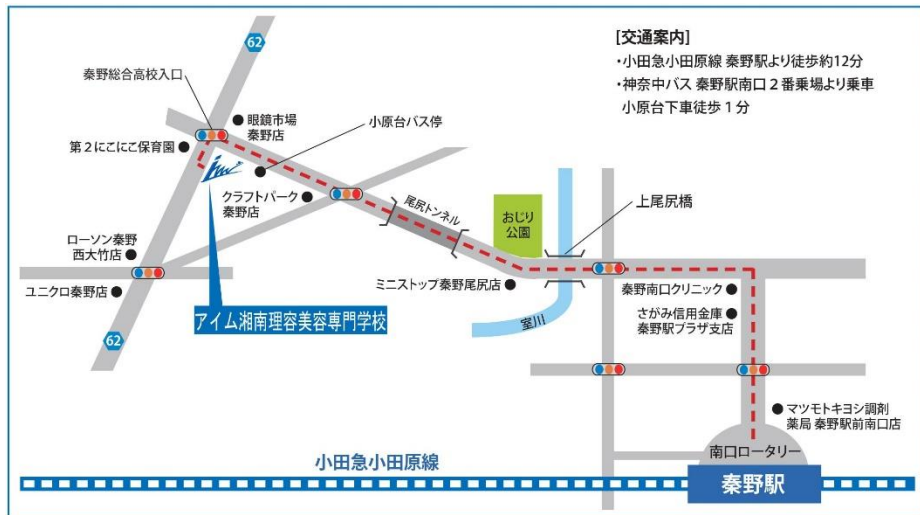 [交通案内]
・小田急小田原線 秦野駅より徒歩約12分
・神奈中バス 秦野駅南口2番乗場より乗車
小原台下車徒歩1分
62
秦野総合高校入口
眼鏡市場
秦野店
小原台バス停
第2にこにこ保育園
im
クラフトパーク
秦野店
尾尻トンネル
おじり
公園
上尾尻橋
ローソン秦野
西大竹店
ユニクロ秦野店
ミニストップ秦野尾尻店
秦野南口クリニック
さがみ信用金庫
秦野駅プラザ支店
アイム湘南理容美容専門学校
室川
62
マツモトキヨシ調剤
薬局 秦野駅前南口店
南口ロータリー
小田急小田原線
秦野駅